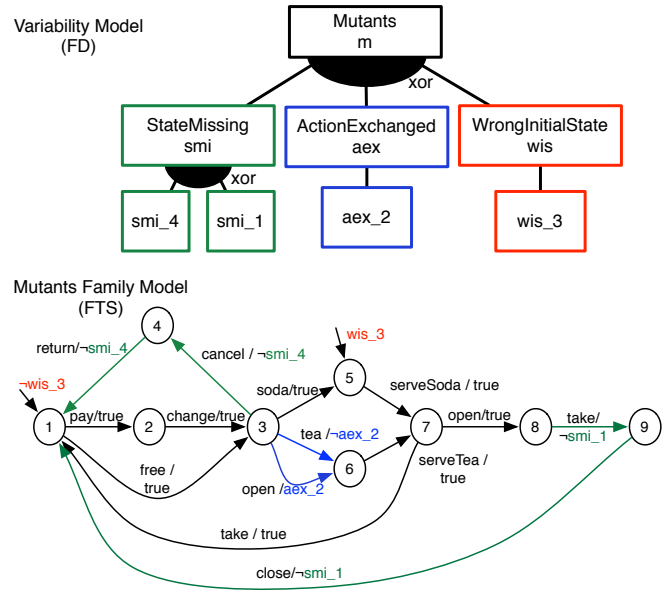 Variability Model
(FD)
Mutants
m
xor
StateMissing
smi
ActionExchanged
aex
WrongInitialState
wis
xor
smi_4
smi_1
aex_2
wis_3
Mutants Family Model
(FTS)
4
return/¬smi_4
cancel / ¬smi_4
wis_3
¬wis_3
soda/true
5
serveSoda / true
pay/true
change/true
open/true
take/
¬smi_1
1
2
3
7
8
9
tea /¬aex_2
6
free /
true
open /aex_2
serveTea /
true
take / true
close/¬smi_1